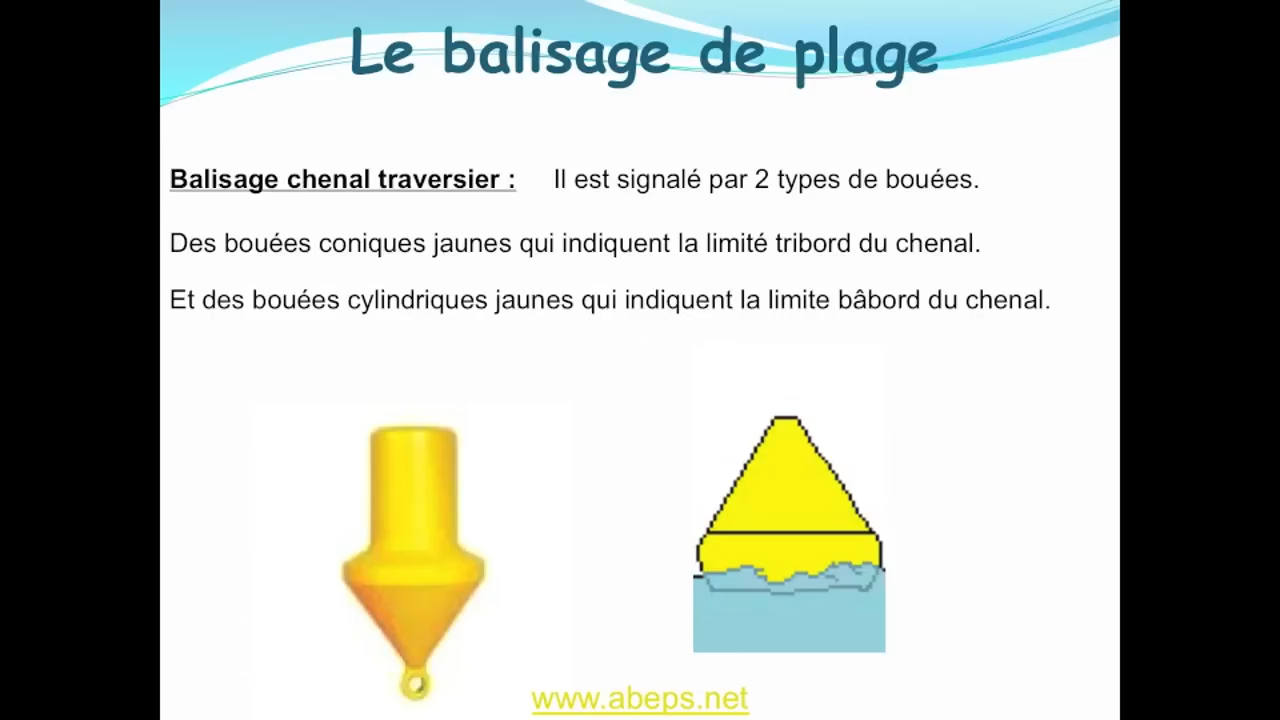 Le balisage de plage
Balisage chenal traversier : Il est signalé par 2 types de bouées.
Des bouées coniques jaunes qui indiquent la limité tribord du chenal.
Et des bouées cylindriques jaunes qui indiquent la limite bâbord du chenal.
www.abeps.net